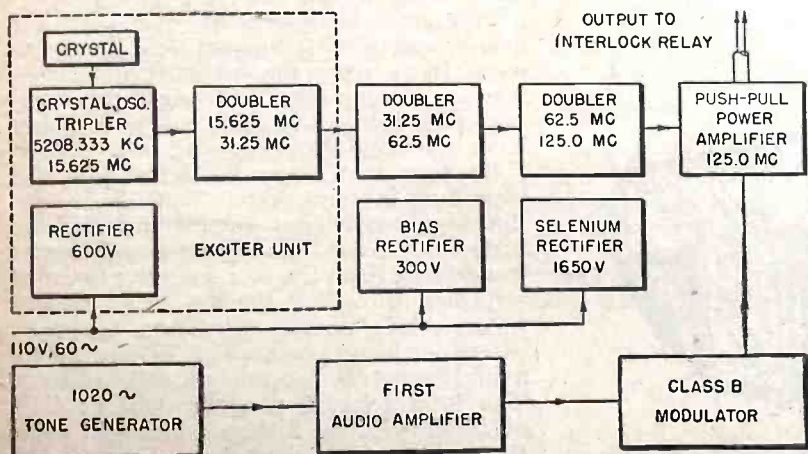 OUTPUT TO
INTERLOCK RELAY
CRYSTAL
CRYSTAL, OSC.
TRIPLER
5208.333 KC
15.625 MC
DOUBLER
15.625 MC
31.25 MC
DOUBLER
31.25 MC
62.5 MC
DOUBLER
62.5 MC
125.0 MC
PUSH-PULL
POWER
AMPLIFIER
125.0 MC
RECTIFIER
600V
EXCITER UNIT
BIAS
RECTIFIER
300V
SELENIUM
RECTIFIER
1650V
110V, 60~
1020~
TONE GENERATOR
FIRST
AUDIO AMPLIFIER
CLASS B
MODULATOR